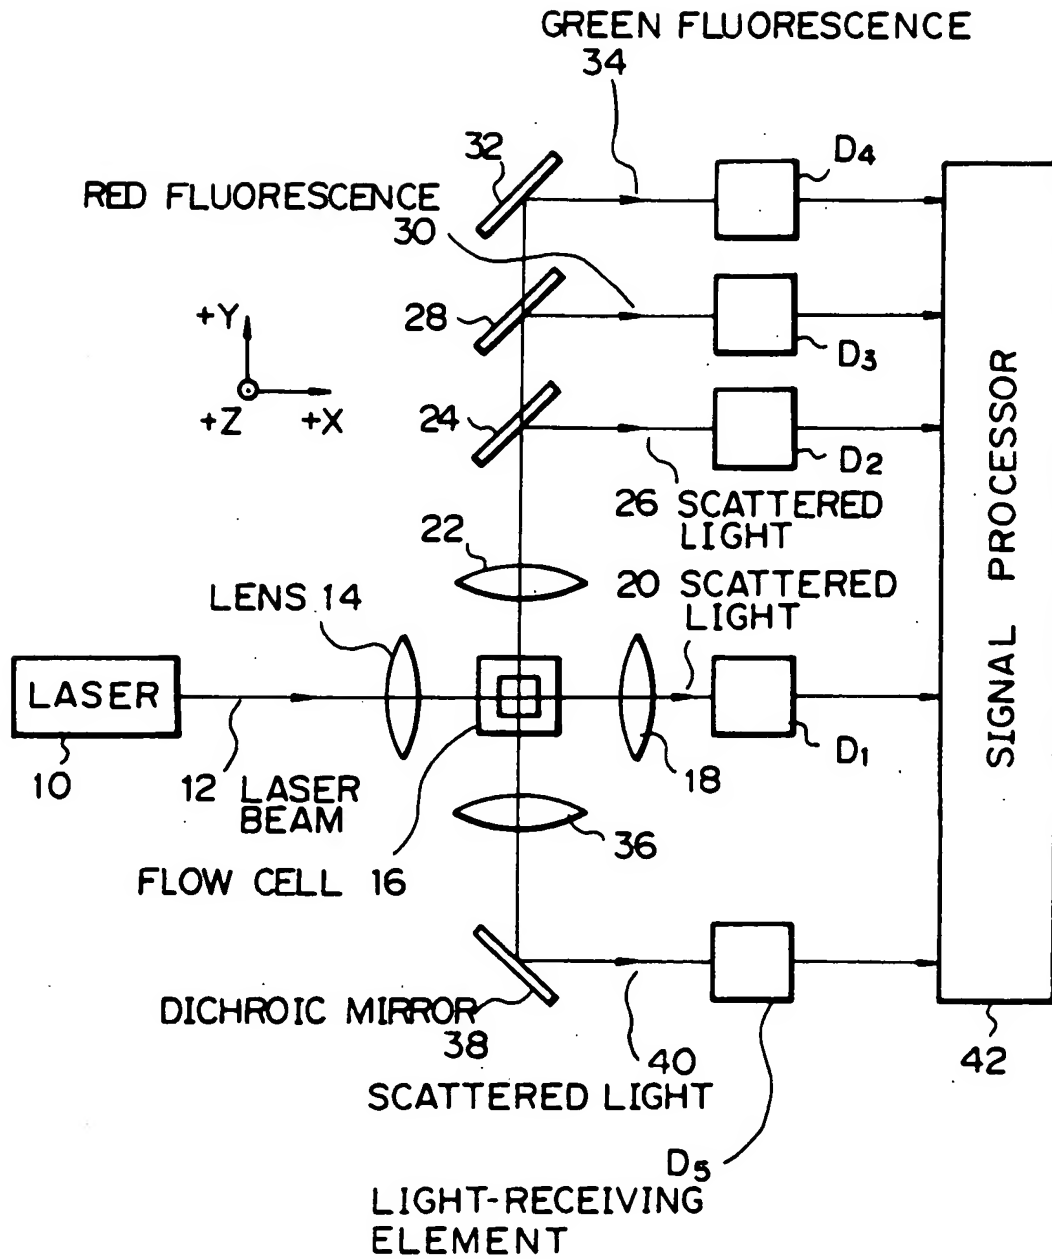 GREEN FLUORESCENCE
34
32
D4
RED FLUORESCENCE
30
28
D3
+Y
+Z
+X
24
D2
26 SCATTERED
LIGHT
22
20 SCATTERED
LIGHT
LENS 14
LASER
10
12 LASER
BEAM
18
D1
SIGNAL PROCESSOR
36
FLOW CELL 16
DICHROIC MIRROR
38
40
42
SCATTERED LIGHT
D5
LIGHT-RECEIVING
ELEMENT